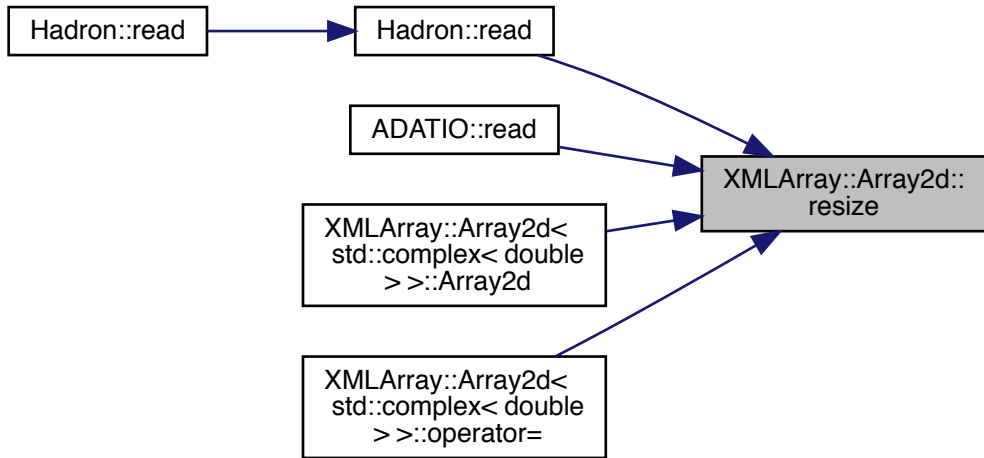 Hadron::read
Hadron::read
ADATIO::read
XMLArray::Array2d::
resize
XMLArray::Array2d<
std::complex< double
> >::Array2d
XMLArray::Array2d<
std::complex< double
> >::operator=